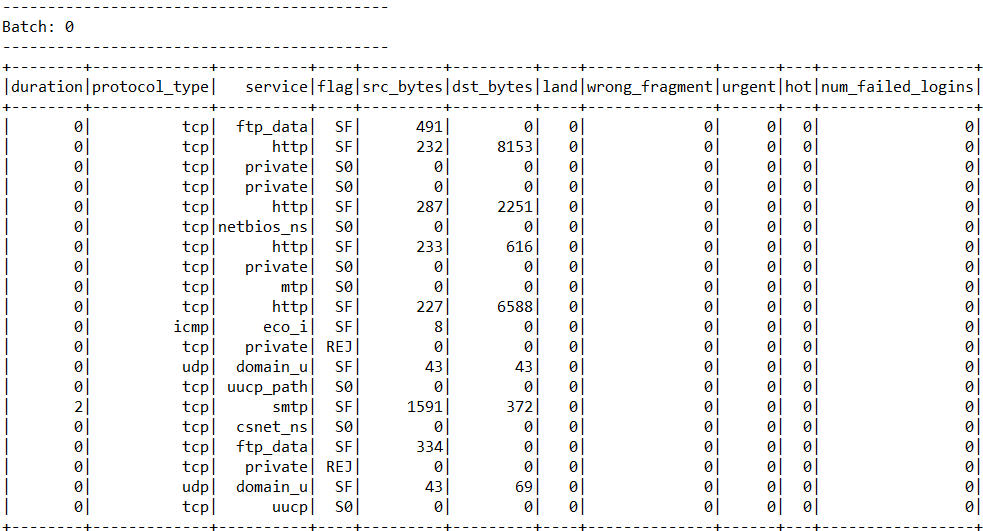 -------------------------------------------
Batch: 0
-------------------------------------------
+--------+-------------+----------+----+---------+---------+----+--------------+------+---+-----------------+
|duration|protocol_type|   service|flag|src_bytes|dst_bytes|land|wrong_fragment|urgent|hot|num_failed_logins|
+--------+-------------+----------+----+---------+---------+----+--------------+------+---+-----------------+
|       0|          tcp|  ftp_data|  SF|      491|        0|   0|             0|     0|  0|                0|
|       0|          tcp|      http|  SF|      232|     8153|   0|             0|     0|  0|                0|
|       0|          tcp|   private|  S0|        0|        0|   0|             0|     0|  0|                0|
|       0|          tcp|   private|  S0|        0|        0|   0|             0|     0|  0|                0|
|       0|          tcp|      http|  SF|      287|     2251|   0|             0|     0|  0|                0|
|       0|          tcp|netbios_ns|  S0|        0|        0|   0|             0|     0|  0|                0|
|       0|          tcp|      http|  SF|      233|      616|   0|             0|     0|  0|                0|
|       0|          tcp|   private|  S0|        0|        0|   0|             0|     0|  0|                0|
|       0|          tcp|       mtp|  S0|        0|        0|   0|             0|     0|  0|                0|
|       0|          tcp|      http|  SF|      227|     6588|   0|             0|     0|  0|                0|
|       0|         icmp|     eco_i|  SF|        8|        0|   0|             0|     0|  0|                0|
|       0|          tcp|   private| REJ|        0|        0|   0|             0|     0|  0|                0|
|       0|          udp|  domain_u|  SF|       43|       43|   0|             0|     0|  0|                0|
|       0|          tcp| uucp_path|  S0|        0|        0|   0|             0|     0|  0|                0|
|       2|          tcp|      smtp|  SF|     1591|      372|   0|             0|     0|  0|                0|
|       0|          tcp|  csnet_ns|  S0|        0|        0|   0|             0|     0|  0|                0|
|       0|          tcp|  ftp_data|  SF|      334|        0|   0|             0|     0|  0|                0|
|       0|          tcp|   private| REJ|        0|        0|   0|             0|     0|  0|                0|
|       0|          udp|  domain_u|  SF|       43|       69|   0|             0|     0|  0|                0|
|       0|          tcp|      uucp|  S0|        0|        0|   0|             0|     0|  0|                0|
+--------+-------------+----------+----+---------+---------+----+--------------+------+---+-----------------+